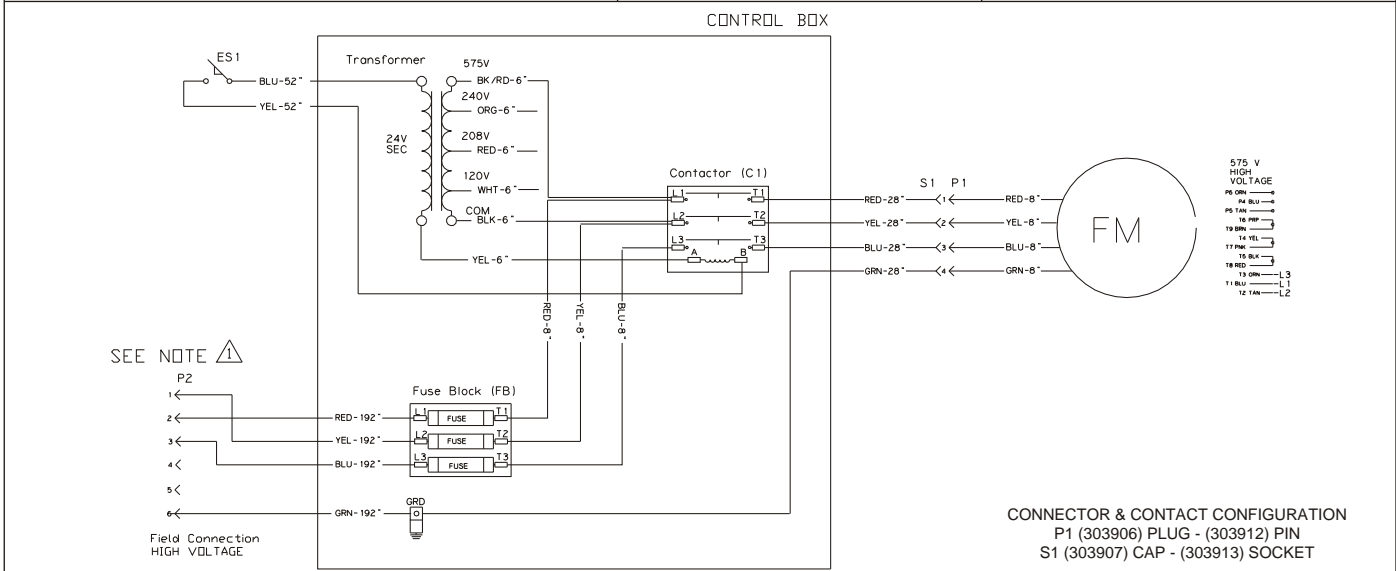 CONTROL BOX
ES1
BLU-52"
YEL-52"
Transformer
575V
BK/RD-6"
240V
ORG-6"
24V
SEC
208V
RED-6"
120V
WHT-6"
COM
BLK-6"
YEL-6"
Contactor (C1)
L1 T1
L2 T2
L3 T3
A B
S1 P1
RED-28" 1 RED-8"
YEL-28" 2 YEL-8"
BLU-28" 3 BLU-8"
GRN-28" 4 GRN-8"
FM
575 V
HIGH
VOLTAGE
P6 ORN
P4 BLU
P5 TAN
T6 PRP
T9 BRN
T4 YEL
T7 PNK
T5 BLK
T8 RED
T3 ORN L3
T1 BLU L1
T2 TAN L2
RED-8"
YEL-8"
BLU-8"
SEE NOTE 1
P2
1
2
3
4
5
6
Field Connection
HIGH VOLTAGE
Fuse Block (FB)
RED-192" L1 FUSE T1
YEL-192" L2 FUSE T2
BLU-192" L3 FUSE T3
GRD
GRN-192"
CONNECTOR & CONTACT CONFIGURATION
P1 (303906) PLUG - (303912) PIN
S1 (303907) CAP - (303913) SOCKET